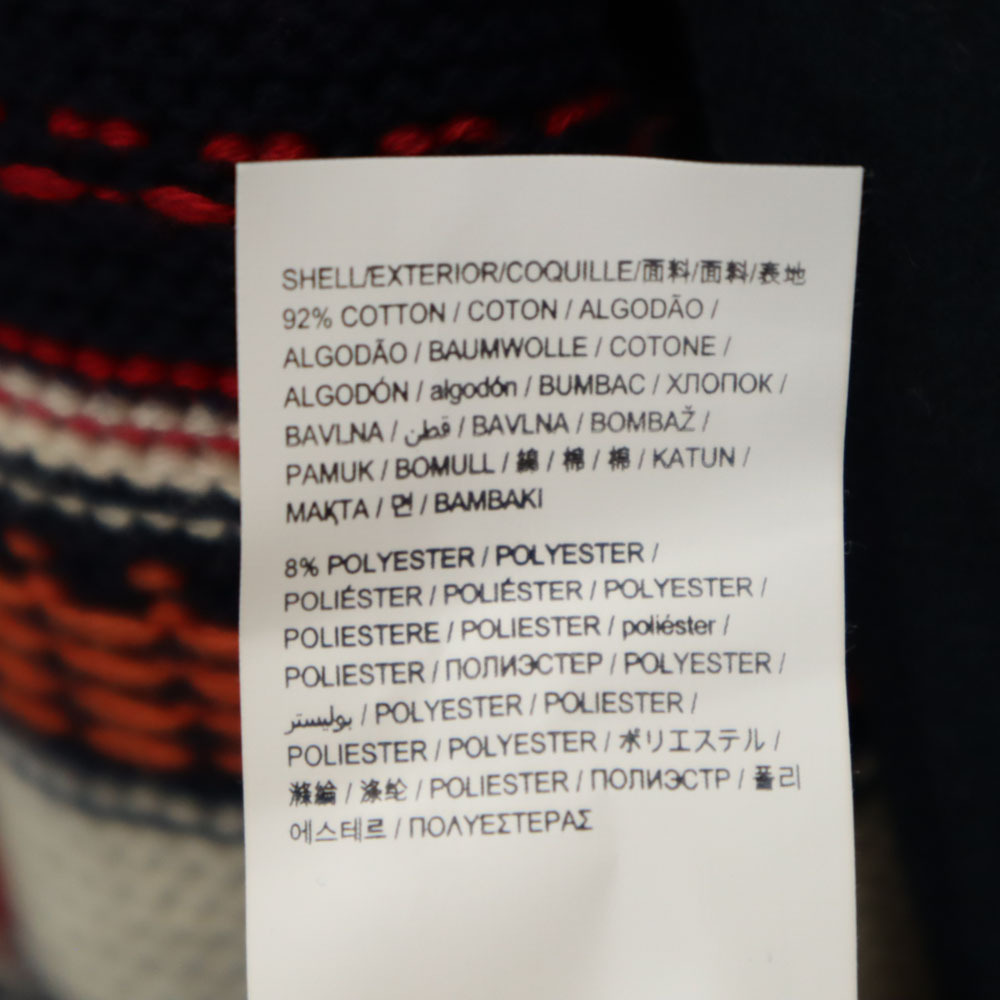 SHELL/EXTERIOR/COQUILLE/面料/面料/表地
92% COTTON / COTON / ALGODÃO /
ALGODÃO / BAUMWOLLE / COTONE /
ALGODÓN / algodón / BUMBAC / ХЛОПОК /
BAVLNA / قطن / BAVLNA / BOMBAŽ /
PAMUK / BOMULL / 綿 / 棉 / 棉 / KATUN /
МАҚТА / 면 / BAMBAKI
8% POLYESTER / POLYESTER /
POLIÉSTER / POLIÉSTER / POLYESTER /
POLIESTERE / POLIESTER / poliéster /
POLIESTER / ПОЛИЭСТЕР / POLYESTER /
بوليستر / POLYESTER / POLIESTER /
POLIESTER / POLYESTER / ポリエステル /
滌綸 / 涤纶 / POLIESTER / ПОЛИЭСТР / 폴리
에스테르 / ΠΟΛΥΕΣΤΕΡΑΣ